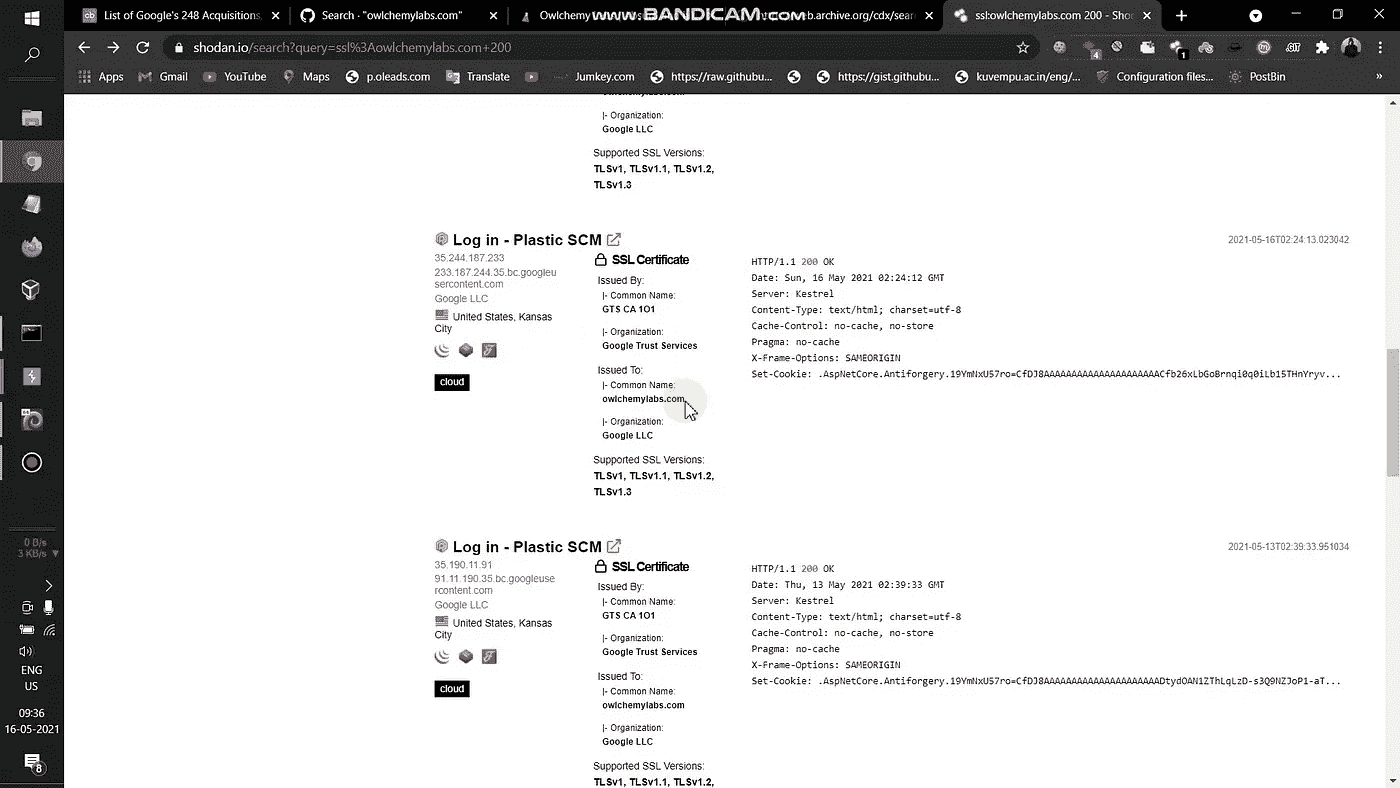 List of Google's 248 Acquisitions,
Search · "owlchemylabs.com"
Owlchemy
www.BANDICAM.com
b.archive.org/cdx/sear
ssl:owlchemylabs.com 200 - Sho
shodan.io/search?query=ssl%3Aowlchemylabs.com+200
4
1
GIT
Apps
Gmail
YouTube
Maps
p.oleads.com
Translate
Jumkey.com
https://raw.githubu...
https://gist.githubu...
kuvempu.ac.in/eng/...
Configuration files...
PostBin
»
owlchemylabs.com
|- Organization:
Google LLC
Supported SSL Versions:
TLSv1, TLSv1.1, TLSv1.2,
TLSv1.3
Log in - Plastic SCM
2021-05-16T02:24:13.023042
35.244.187.233
233.187.244.35.bc.googleu
sercontent.com
Google LLC
United States, Kansas
City
cloud
SSL Certificate
Issued By:
|- Common Name:
GTS CA 1O1
|- Organization:
Google Trust Services
Issued To:
|- Common Name:
owlchemylabs.com
|- Organization:
Google LLC
Supported SSL Versions:
TLSv1, TLSv1.1, TLSv1.2,
TLSv1.3
HTTP/1.1 200 OK
Date: Sun, 16 May 2021 02:24:12 GMT
Server: Kestrel
Content-Type: text/html; charset=utf-8
Cache-Control: no-cache, no-store
Pragma: no-cache
X-Frame-Options: SAMEORIGIN
Set-Cookie: .AspNetCore.Antiforgery.19YmNxU57ro=CfDJ8AAAAAAAAAAAAAAAAAAAAACfb26xLbGoBrnqi0q0iLb15THnYryv...
Log in - Plastic SCM
2021-05-13T02:39:33.951034
35.190.11.91
91.11.190.35.bc.googleuse
rcontent.com
Google LLC
United States, Kansas
City
cloud
SSL Certificate
Issued By:
|- Common Name:
GTS CA 1O1
|- Organization:
Google Trust Services
Issued To:
|- Common Name:
owlchemylabs.com
|- Organization:
Google LLC
Supported SSL Versions:
TLSv1, TLSv1.1, TLSv1.2,
HTTP/1.1 200 OK
Date: Thu, 13 May 2021 02:39:33 GMT
Server: Kestrel
Content-Type: text/html; charset=utf-8
Cache-Control: no-cache, no-store
Pragma: no-cache
X-Frame-Options: SAMEORIGIN
Set-Cookie: .AspNetCore.Antiforgery.19YmNxU57ro=CfDJ8AAAAAAAAAAAAAAAAAAAAADtydOAN1ZThLqLzD-s3Q9NZJoP1-aT...
0 B/s
3 KB/s
ENG
US
09:36
16-05-2021
8